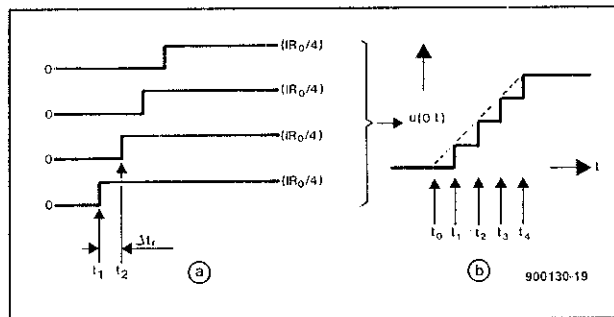 0 (IR₀/4)
0 (IR₀/4)
0 (IR₀/4)
0 (IR₀/4)
t₁ t₂
a
u(0,t)
t
t₀ t₁ t₂ t₃ t₄
b
900130-19